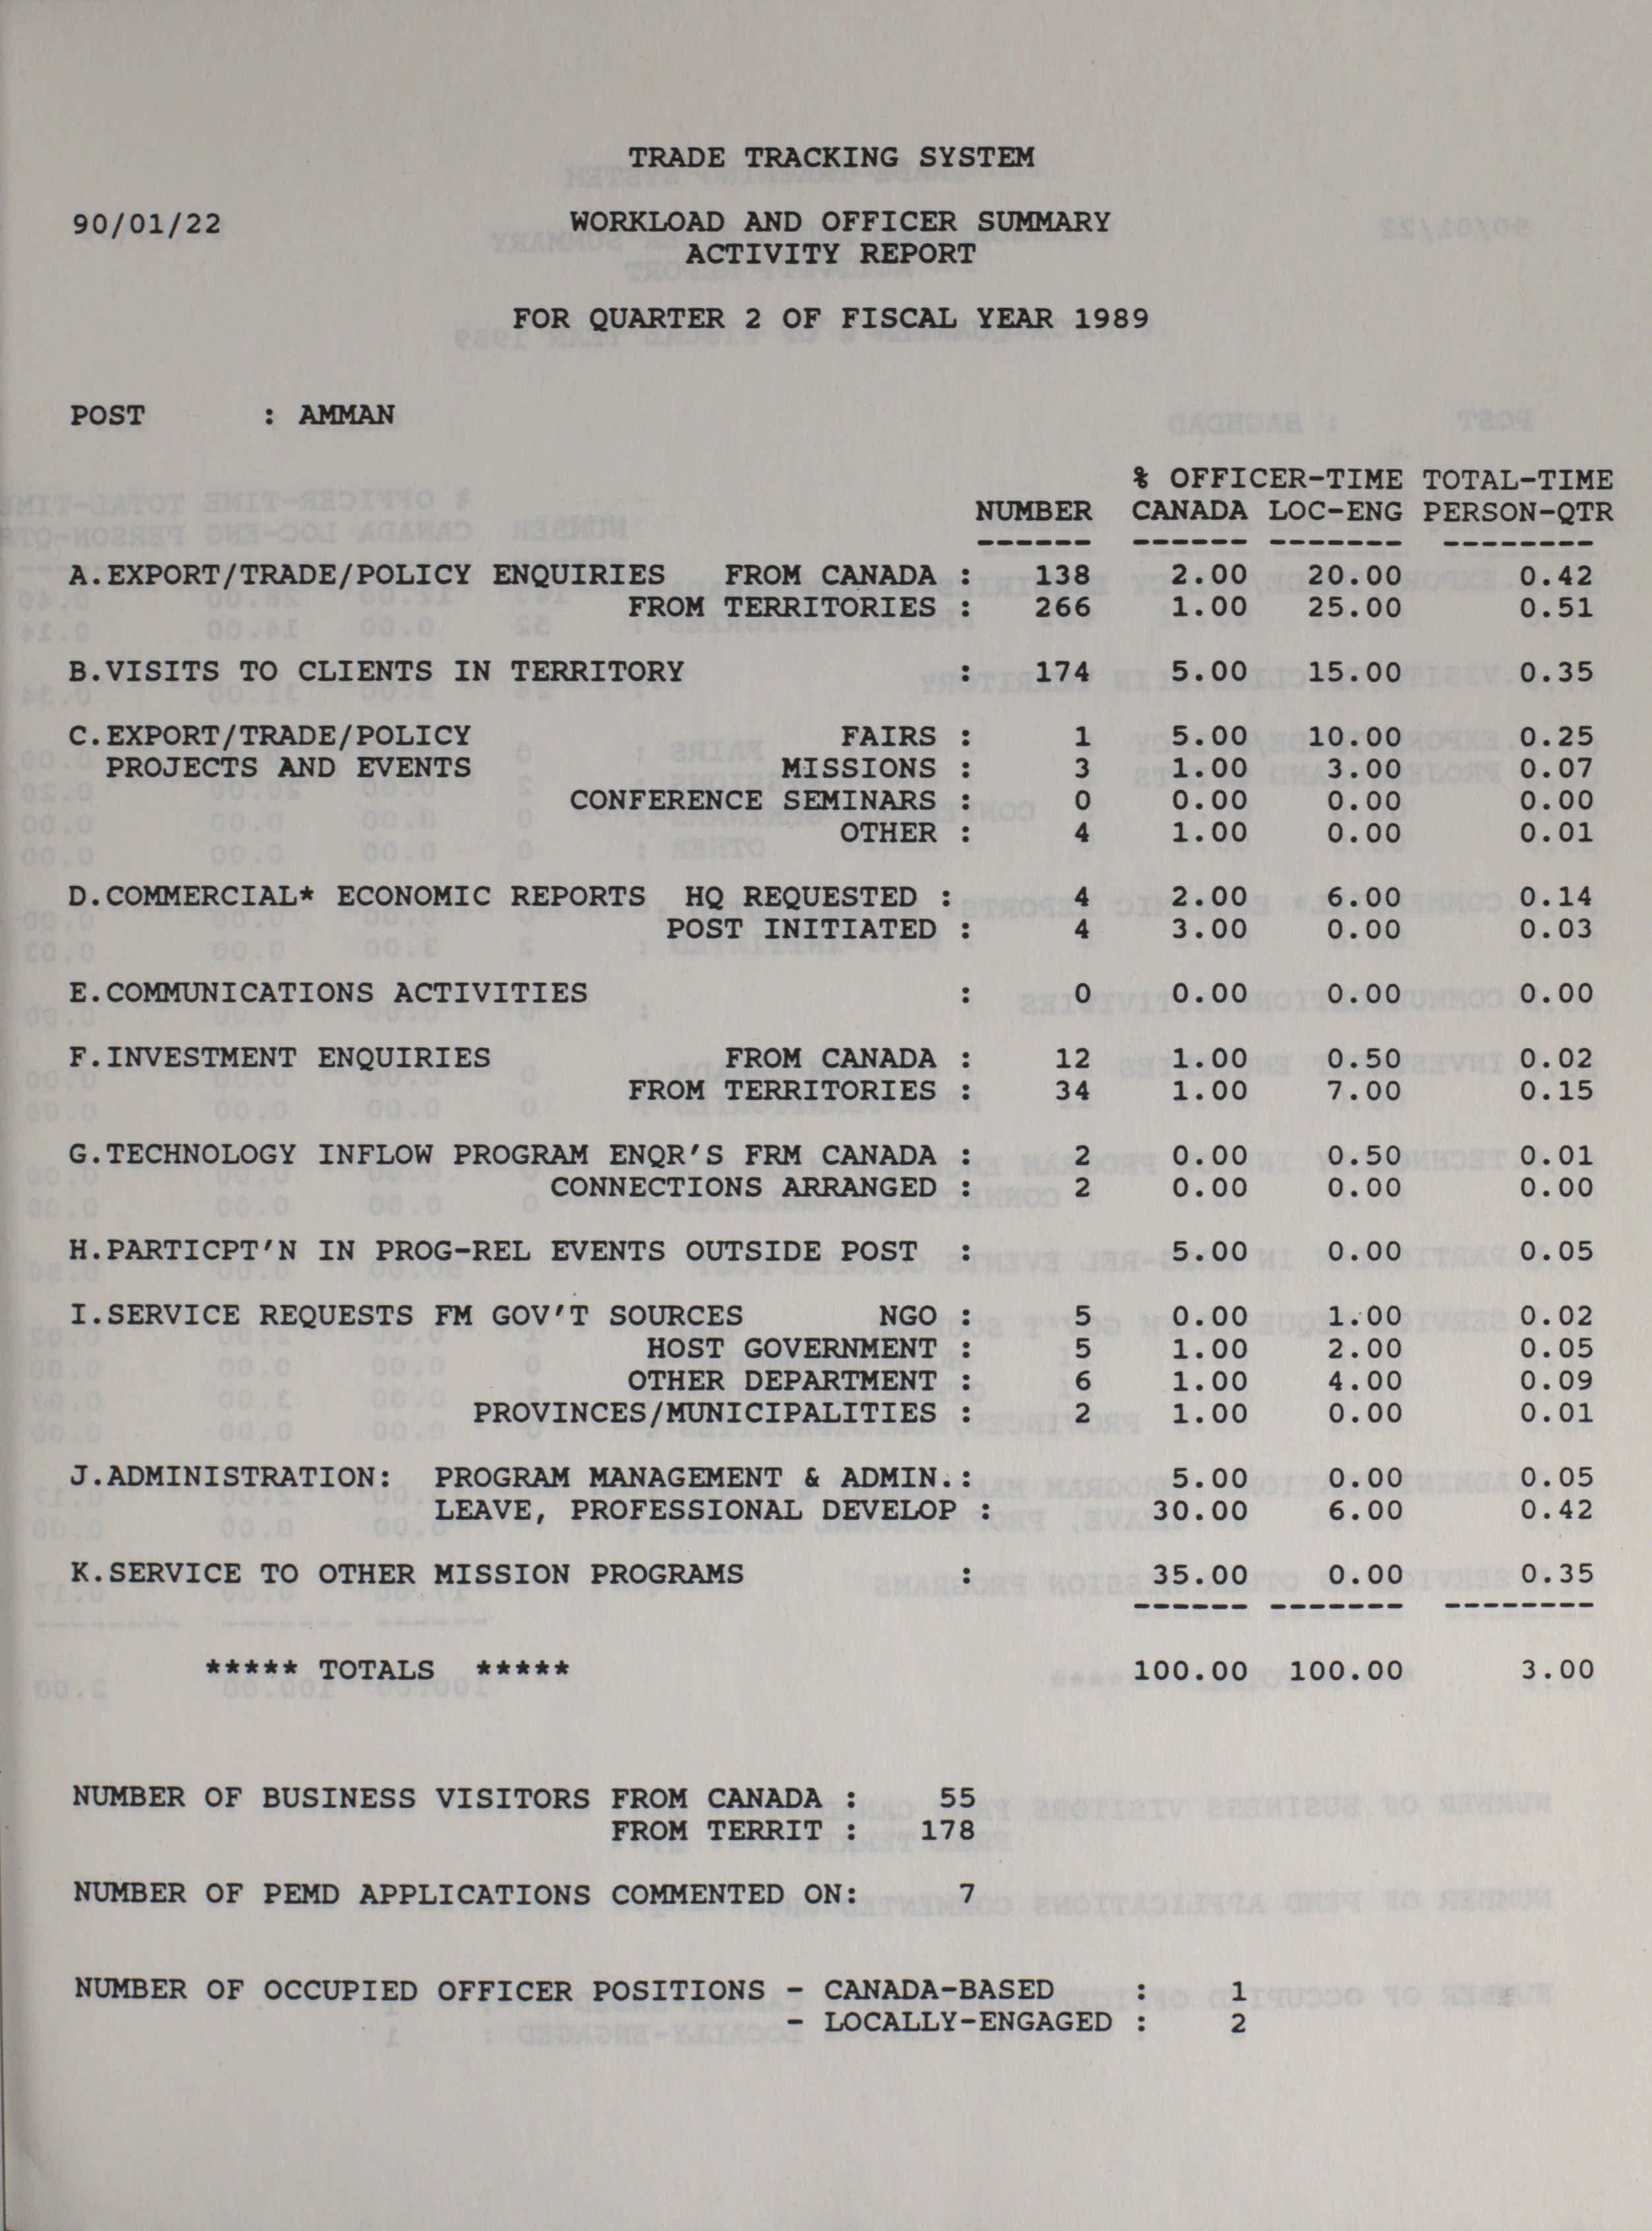 TRADE TRACKING SYSTEM
90/01/22 WORKLOAD AND OFFICER SUMMARY
ACTIVITY REPORT
FOR QUARTER 2 OF FISCAL YEAR 1989
POST : AMMAN
% OFFICER-TIME TOTAL-TIME
NUMBER CANADA LOC-ENG PERSON-QTR
------ ------ ------- --------
A.EXPORT/TRADE/POLICY ENQUIRIES FROM CANADA : 138 2.00 20.00 0.42
FROM TERRITORIES : 266 1.00 25.00 0.51
B.VISITS TO CLIENTS IN TERRITORY : 174 5.00 15.00 0.35
C.EXPORT/TRADE/POLICY FAIRS : 1 5.00 10.00 0.25
PROJECTS AND EVENTS MISSIONS : 3 1.00 3.00 0.07
CONFERENCE SEMINARS : 0 0.00 0.00 0.00
OTHER : 4 1.00 0.00 0.01
D.COMMERCIAL* ECONOMIC REPORTS HQ REQUESTED : 4 2.00 6.00 0.14
POST INITIATED : 4 3.00 0.00 0.03
E.COMMUNICATIONS ACTIVITIES : 0 0.00 0.00 0.00
F.INVESTMENT ENQUIRIES FROM CANADA : 12 1.00 0.50 0.02
FROM TERRITORIES : 34 1.00 7.00 0.15
G.TECHNOLOGY INFLOW PROGRAM ENQR'S FRM CANADA : 2 0.00 0.50 0.01
CONNECTIONS ARRANGED : 2 0.00 0.00 0.00
H.PARTICPT'N IN PROG-REL EVENTS OUTSIDE POST : 5.00 0.00 0.05
I.SERVICE REQUESTS FM GOV'T SOURCES NGO : 5 0.00 1.00 0.02
HOST GOVERNMENT : 5 1.00 2.00 0.05
OTHER DEPARTMENT : 6 1.00 4.00 0.09
PROVINCES/MUNICIPALITIES : 2 1.00 0.00 0.01
J.ADMINISTRATION: PROGRAM MANAGEMENT & ADMIN.: 5.00 0.00 0.05
LEAVE, PROFESSIONAL DEVELOP : 30.00 6.00 0.42
K.SERVICE TO OTHER MISSION PROGRAMS : 35.00 0.00 0.35
------ ------- --------
***** TOTALS ***** 100.00 100.00 3.00
NUMBER OF BUSINESS VISITORS FROM CANADA : 55
FROM TERRIT : 178
NUMBER OF PEMD APPLICATIONS COMMENTED ON: 7
NUMBER OF OCCUPIED OFFICER POSITIONS - CANADA-BASED : 1
- LOCALLY-ENGAGED : 2